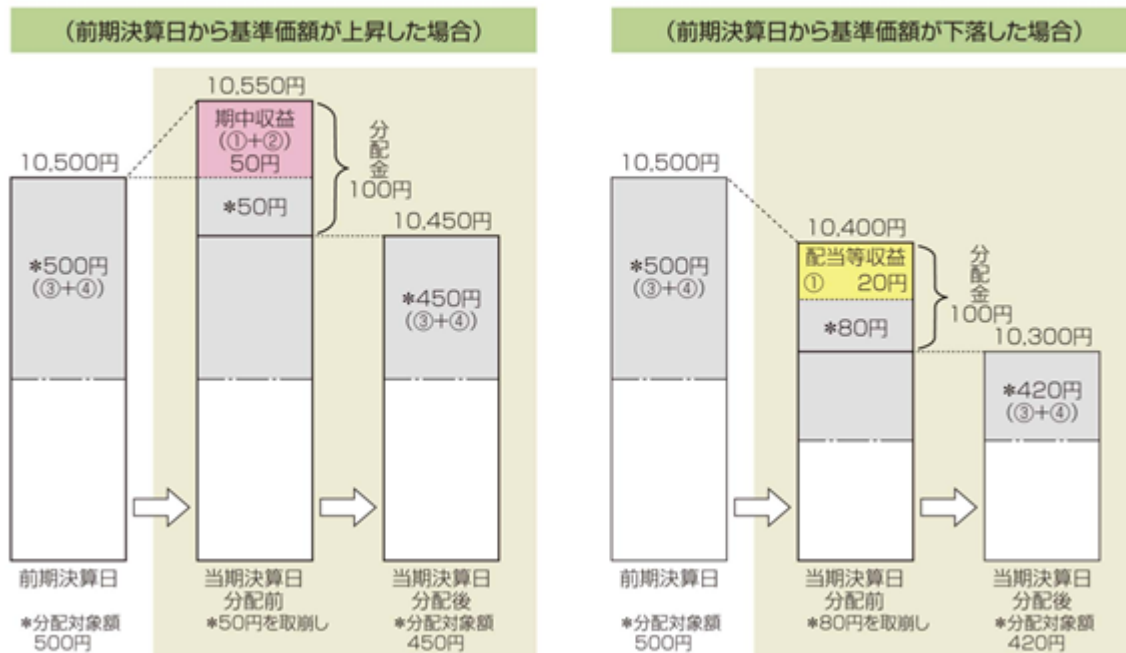 (前期決算日から基準価額が上昇した場合)
10,550円
期中収益
(①+②)
50円
分配金
100円
10,500円
*50円
10,450円
*500円
(③+④)
*450円
(③+④)
前期決算日
当期決算日
分配前
当期決算日
分配後
*分配対象額
500円
*50円を取崩し
*分配対象額
450円
(前期決算日から基準価額が下落した場合)
10,500円
10,400円
配当等収益
① 20円
分配金
100円
*500円
(③+④)
*80円
10,300円
*420円
(③+④)
前期決算日
当期決算日
分配前
当期決算日
分配後
*分配対象額
500円
*80円を取崩し
*分配対象額
420円